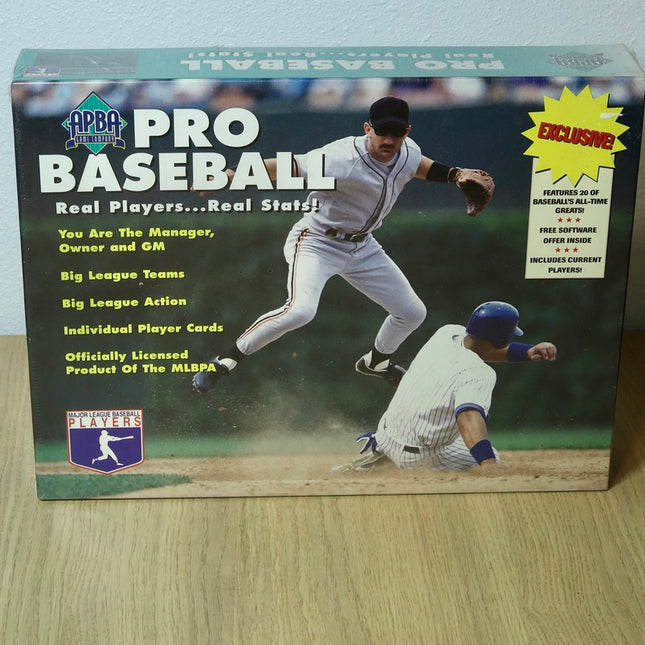 PRO BASEBALL
Real Players...Real Stats!
APBA
GAME COMPANY
PRO
BASEBALL
Real Players...Real Stats!
You Are The Manager,
Owner and GM
Big League Teams
Big League Action
Individual Player Cards
Officially Licensed
Product Of The MLBPA
MAJOR LEAGUE BASEBALL
PLAYERS
EXCLUSIVE!
FEATURES 20 OF
BASEBALL'S ALL-TIME
GREATS!
FREE SOFTWARE
OFFER INSIDE
INCLUDES CURRENT
PLAYERS!